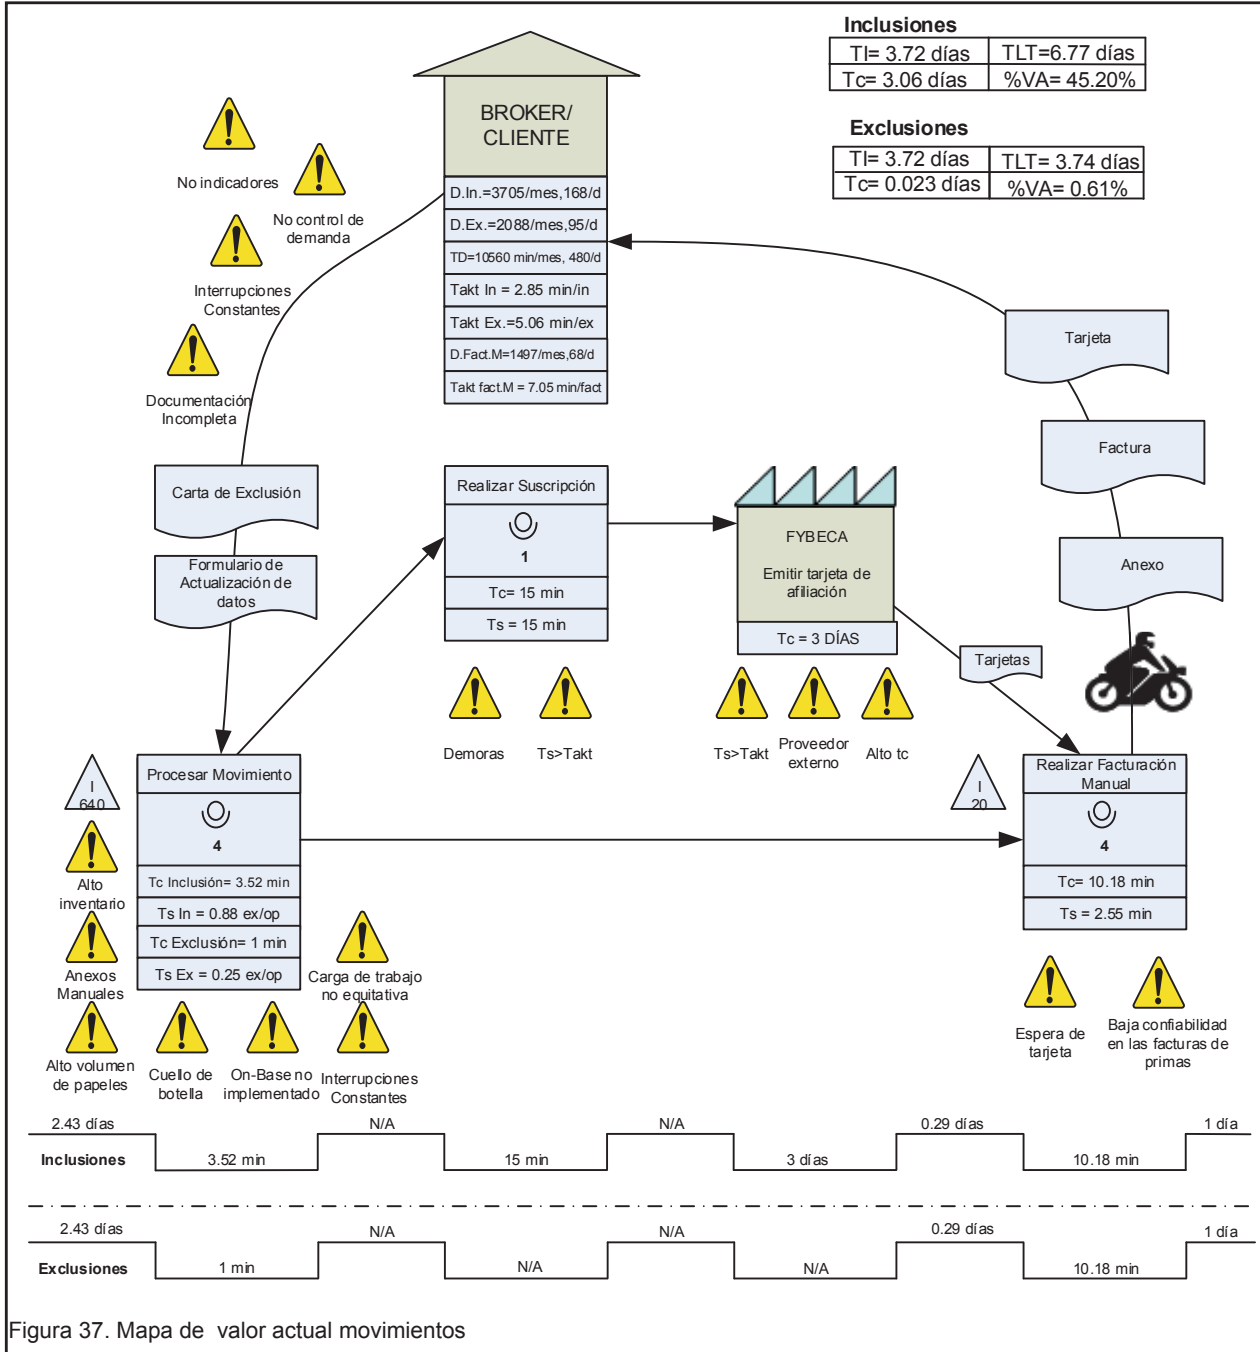 Inclusiones
TI= 3.72 días
TLT=6.77 días
Tc= 3.06 días
%VA= 45.20%
Exclusiones
TI= 3.72 días
TLT= 3.74 días
Tc= 0.023 días
%VA= 0.61%
BROKER/
CLIENTE
D.In.=3705/mes,168/d
D.Ex.=2088/mes,95/d
TD=10560 min/mes, 480/d
Takt In = 2.85 min/in
Takt Ex.=5.06 min/ex
D.Fact.M=1497/mes,68/d
Takt fact.M = 7.05 min/fact
No indicadores
No control de
demanda
Interrupciones
Constantes
Documentación
Incompleta
Carta de Exclusión
Formulario de
Actualización de
datos
Realizar Suscripción
1
Tc= 15 min
Ts = 15 min
Demoras
Ts>Takt
FYBECA
Emitir tarjeta de
afiliación
Tc = 3 DÍAS
Ts>Takt
Proveedor
externo
Alto tc
Tarjeta
Factura
Anexo
Tarjetas
I
640
Procesar Movimiento
4
Tc Inclusión= 3.52 min
Ts In = 0.88 ex/op
Tc Exclusión= 1 min
Ts Ex = 0.25 ex/op
Alto
inventario
Anexos
Manuales
Alto volumen
de papeles
Cuello de
botella
On-Base no
implementado
Interrupciones
Constantes
Carga de trabajo
no equitativa
I
20
Realizar Facturación
Manual
4
Tc= 10.18 min
Ts = 2.55 min
Espera de
tarjeta
Baja confiabilidad
en las facturas de
primas
2.43 días
N/A
N/A
0.29 días
1 día
Inclusiones
3.52 min
15 min
3 días
10.18 min
2.43 días
N/A
N/A
0.29 días
1 día
Exclusiones
1 min
N/A
N/A
10.18 min
Figura 37. Mapa de valor actual movimientos